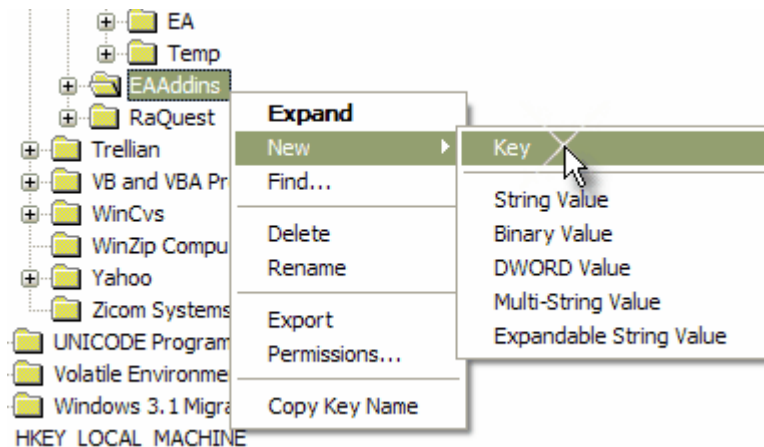 EA
Temp
EAAddins
RaQuest
Trellian
VB and VBA Pr
WinCvs
WinZip Compu
Yahoo
Zicom Systems
UNICODE Program
Volatile Environme
Windows 3.1 Migra
HKEY_LOCAL_MACHINE
Expand
New
Find...
Delete
Rename
Export
Permissions...
Copy Key Name
Key
String Value
Binary Value
DWORD Value
Multi-String Value
Expandable String Value